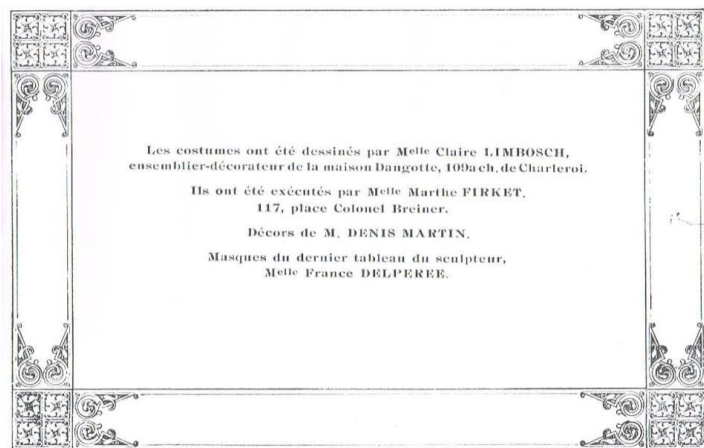 Les costumes ont été dessinés par Melle Claire LIMBOSCH,
ensemblier-décorateur de la maison Dangotte, 109a ch. de Charleroi.
Ils ont été exécutés par Melle Marthe FIRKET,
117, place Colonel Breiner.
Décors de M. DENIS MARTIN.
Masques du dernier tableau du sculpteur,
Melle France DELPEREE.